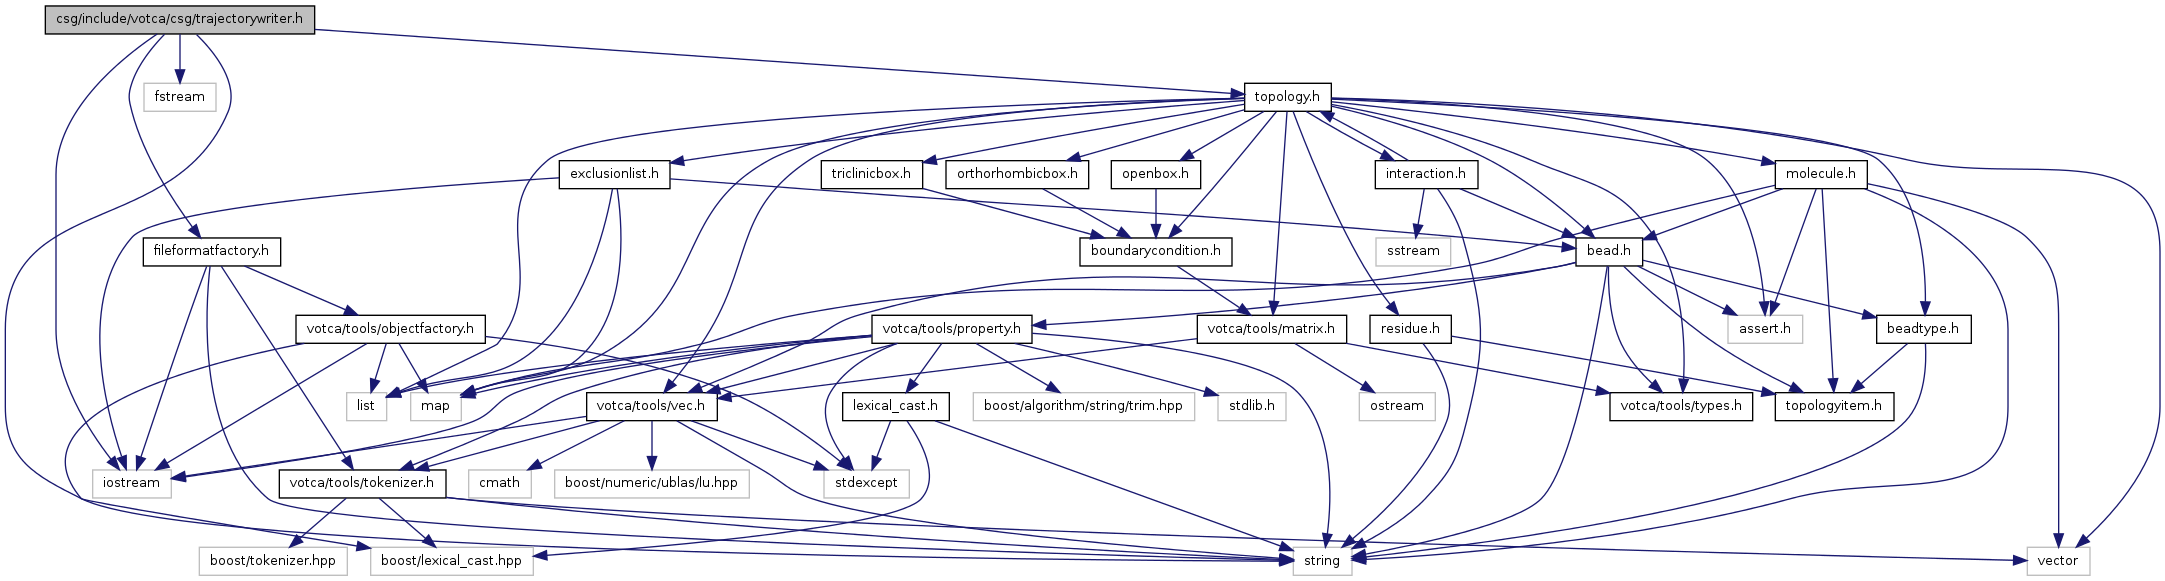 csg/include/votca/csg/trajectorywriter.h
fstream
topology.h
exclusionlist.h
triclinicbox.h
orthorhombicbox.h
openbox.h
interaction.h
molecule.h
fileformatfactory.h
boundarycondition.h
sstream
bead.h
votca/tools/objectfactory.h
votca/tools/property.h
votca/tools/matrix.h
residue.h
assert.h
beadtype.h
list
map
votca/tools/vec.h
lexical_cast.h
boost/algorithm/string/trim.hpp
stdlib.h
ostream
votca/tools/types.h
topologyitem.h
iostream
votca/tools/tokenizer.h
cmath
boost/numeric/ublas/lu.hpp
stdexcept
boost/tokenizer.hpp
boost/lexical_cast.hpp
string
vector